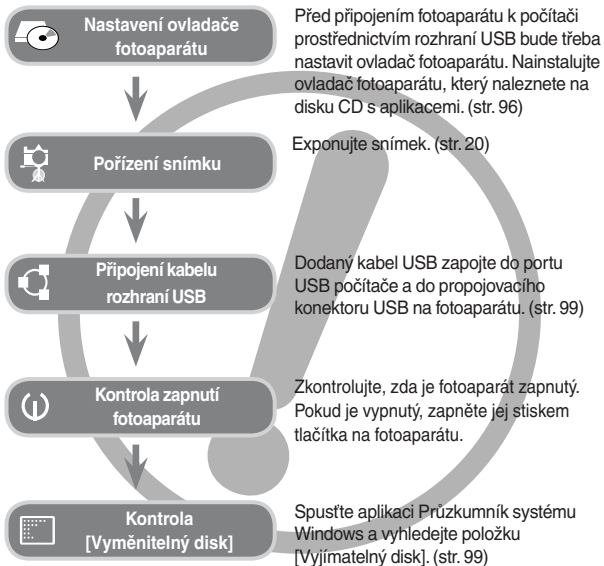 Nastavení ovladače
fotoaparátu
Před připojením fotoaparátu k počítači
prostřednictvím rozhraní USB bude třeba
nastavit ovladač fotoaparátu. Nainstalujte
ovladač fotoaparátu, který naleznete na
disku CD s aplikacemi. (str. 96)
Pořízení snímku
Exponujte snímek. (str. 20)
Připojení kabelu
rozhraní USB
Dodaný kabel USB zapojte do portu
USB počítače a do propojovacího
konektoru USB na fotoaparátu. (str. 99)
Kontrola zapnutí
fotoaparátu
Zkontrolujte, zda je fotoaparát zapnutý.
Pokud je vypnutý, zapněte jej stiskem
tlačítka na fotoaparátu.
Kontrola
[Vyměnitelný disk]
Spusťte aplikaci Průzkumník systému
Windows a vyhledejte položku
[Vyjímatelný disk]. (str. 99)